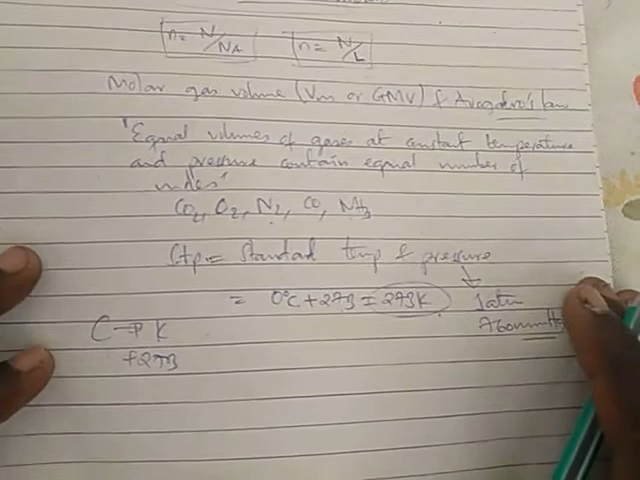 n = N/NA n = N/L
Molar gas volume (Vm or GMV) & Avogadro's law
"Equal volumes of gases at constant temperature
and pressure contain equal number of
moles"
CO2, O2, N2, CO, NH3
Stp = Standard temp & pressure
= 0°C + 273 = 273K 1atm
C → K 760mmHg
+273